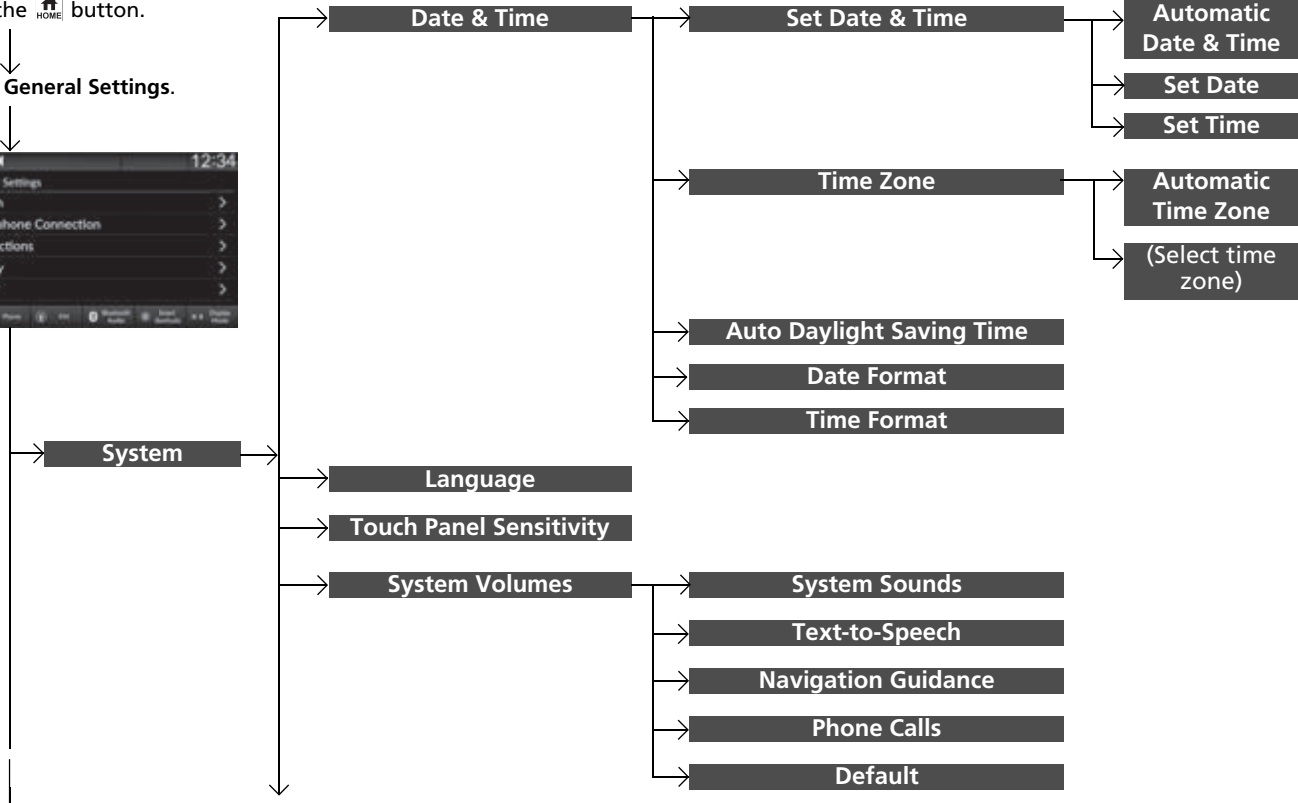 the HOME button.
General Settings.
12:34
Settings
phone Connection
Date & Time
Set Date & Time
Automatic
Date & Time
Set Date
Set Time
Time Zone
Automatic
Time Zone
(Select time
zone)
Auto Daylight Saving Time
Date Format
Time Format
System
Language
Touch Panel Sensitivity
System Volumes
System Sounds
Text-to-Speech
Navigation Guidance
Phone Calls
Default